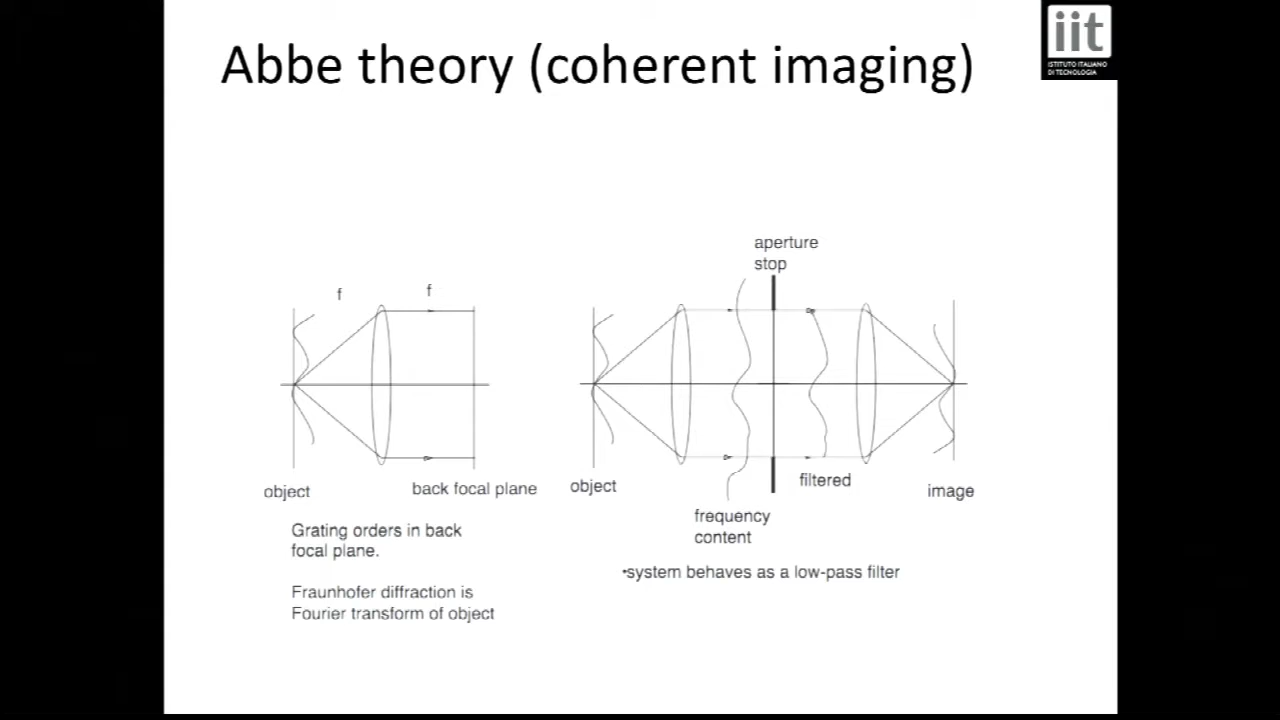 Abbe theory (coherent imaging)
iit
ISTITUTO ITALIANO
DI TECNOLOGIA
f
f
object
back focal plane
Grating orders in back
focal plane.
Fraunhofer diffraction is
Fourier transform of object
aperture
stop
object
filtered
image
frequency
content
•system behaves as a low-pass filter